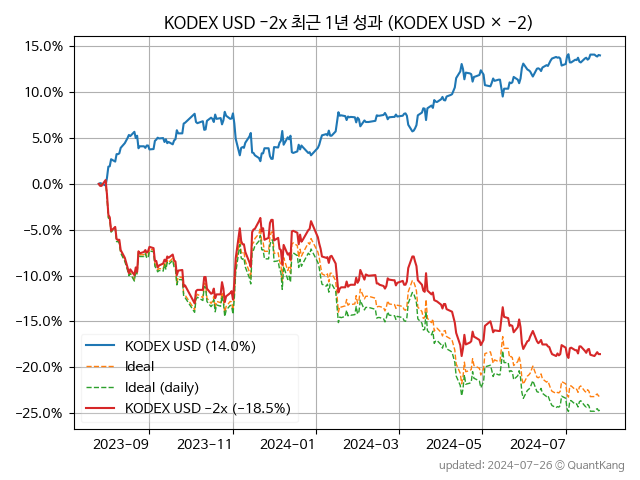 KODEX USD −2x 최근 1년 성과 (KODEX USD × −2)
15.0%
10.0%
5.0%
0.0%
−5.0%
−10.0%
−15.0%
−20.0%
−25.0%
KODEX USD (14.0%)
Ideal
Ideal (daily)
KODEX USD −2x (−18.5%)
2023−09 2023−11 2024−01 2024−03 2024−05 2024−07
updated: 2024-07-26 © QuantKang